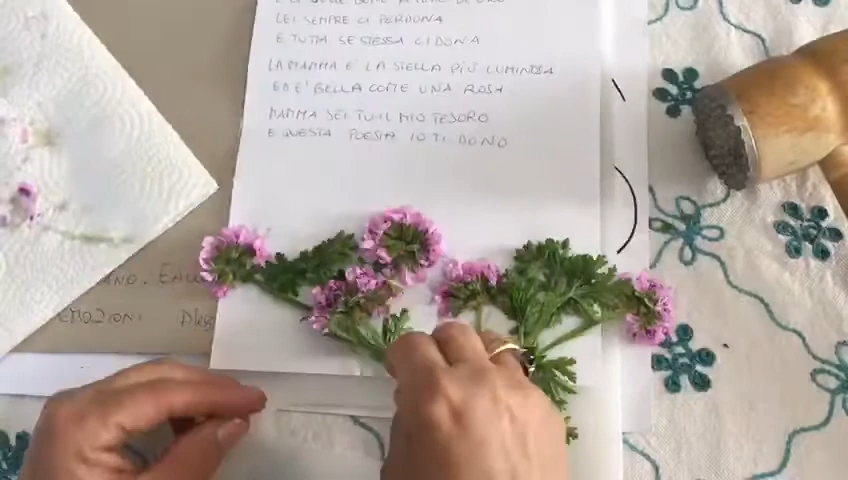 LEI SEMPRE CI PERDONA
E TUTTA SE STESSA CI DONA
LA MAMMA È LA STELLA PIÙ LUMINOSA
ED E' BELLA COME UNA ROSA
MAMMA SEI TU IL MIO TESORO
E QUESTA POESIA IO TI DONO
EMOZIONI